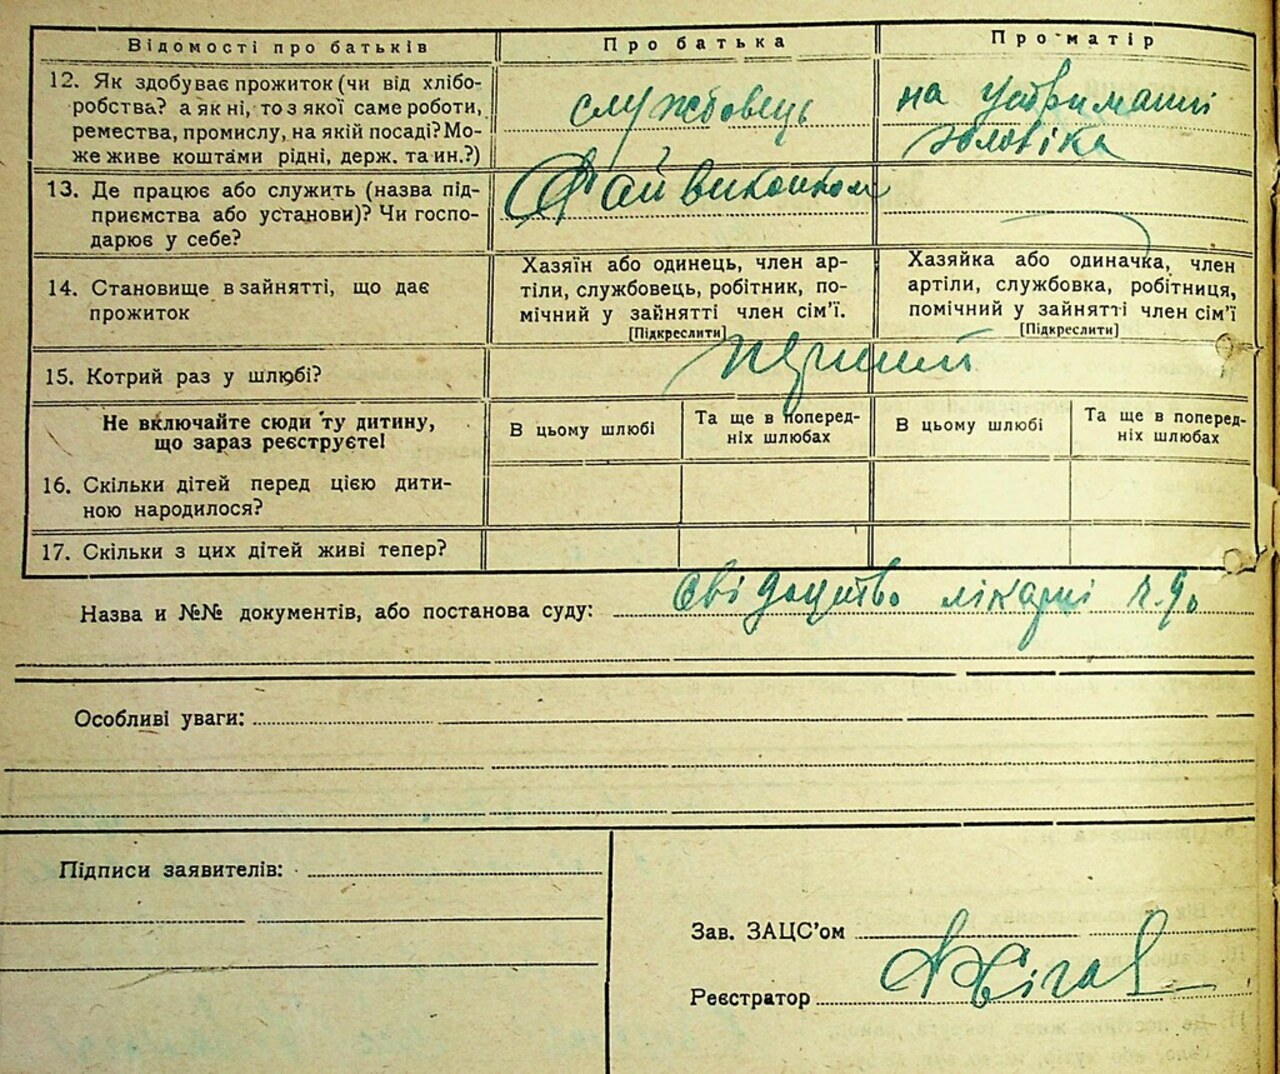 Відомості про батьків
Про батька
Про матір
12. Як здобуває прожиток (чи від хлібо-
робства? а як ні, то з якої саме роботи,
ремества, промислу, на якій посаді? Мо-
же живе коштами рідні, держ. та ин.?)
службовець
на утриманні
чоловіка
13. Де працює або служить (назва під-
приємства або установи)? Чи госпо-
дарює у себе?
Райвиконком
14. Становище в зайнятті, що дає
прожиток
Хазяїн або одинець, член ар-
тіли, службовець, робітник, по-
мічний у зайнятті член сім’ї.
[Підкреслити]
Хазяйка або одиначка, член
артіли, службовка, робітниця,
помічний у зайнятті член сім’ї
[Підкреслити]
15. Котрий раз у шлюбі?
перший
Не включайте сюди ту дитину,
що зараз реєструєте!
В цьому шлюбі
Та ще в поперед-
ніх шлюбах
В цьому шлюбі
Та ще в поперед-
ніх шлюбах
16. Скільки дітей перед цією дити-
ною народилося?
17. Скільки з цих дітей живі тепер?
Назва и №№ документів, або постанова суду: свідоцтво лікарні
Особливі уваги:
Підписи заявителів:
Зав. ЗАЦС’ом
Реєстратор